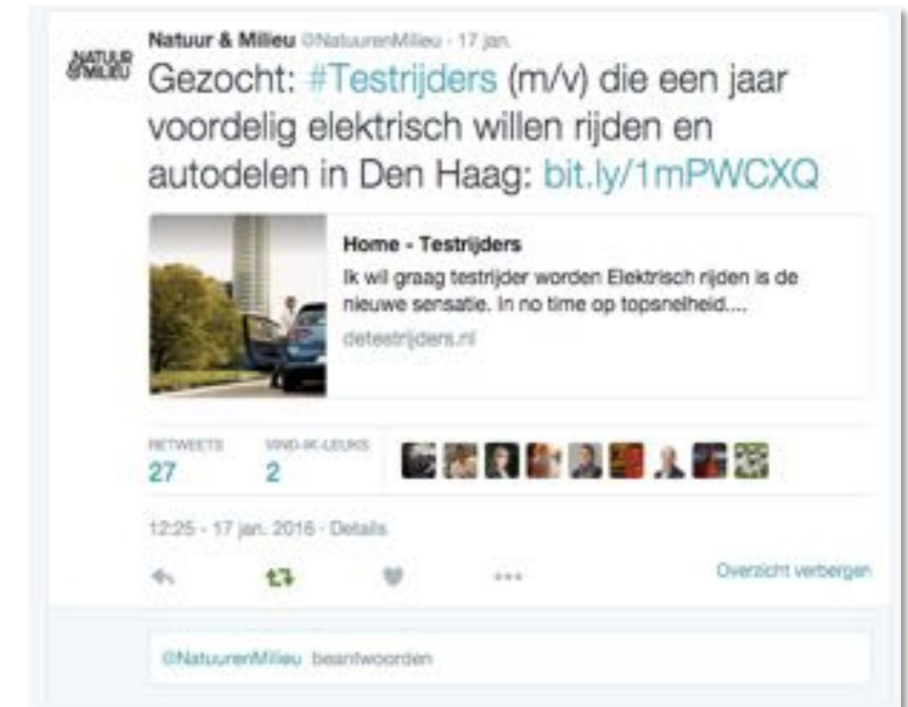 NATUUR
&MILIEU
Natuur & Milieu @NatuurenMilieu · 17 jan.
Gezocht: #Testrijders (m/v) die een jaar
voordelig elektrisch willen rijden en
autodelen in Den Haag: bit.ly/1mPWCXQ
Home - Testrijders
Ik wil graag testrijder worden Elektrisch rijden is de
nieuwe sensatie. In no time op topsnelheid....
detestrijders.nl
RETWEETS VIND-IK-LEUKS
27 2
12:25 - 17 jan. 2016 · Details
Overzicht verbergen
@NatuurenMilieu beantwoorden